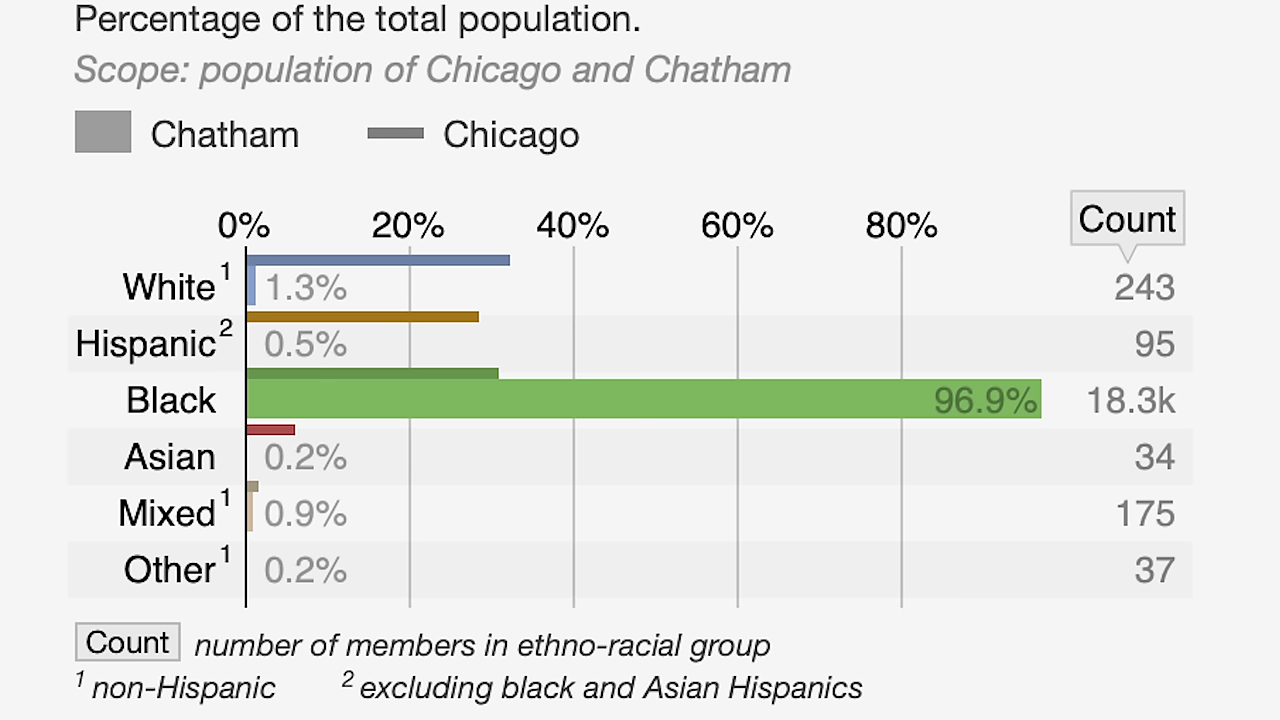 Percentage of the total population.
Scope: population of Chicago and Chatham
Chatham Chicago
0% 20% 40% 60% 80% Count
White¹ 1.3% 243
Hispanic² 0.5% 95
Black 96.9% 18.3k
Asian 0.2% 34
Mixed¹ 0.9% 175
Other¹ 0.2% 37
Count number of members in ethno-racial group
¹ non-Hispanic ² excluding black and Asian Hispanics